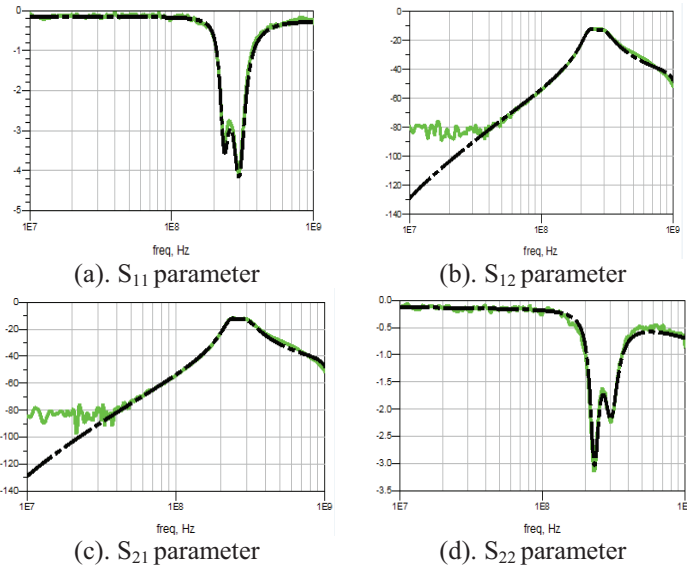 0
-1
-2
-3
-4
-5
1E7
1E8
1E9
freq, Hz
(a). S11 parameter
0
-20
-40
-60
-80
-100
-120
-140
1E7
1E8
1E9
freq, Hz
(b). S12 parameter
0
-20
-40
-60
-80
-100
-120
-140
1E7
1E8
1E9
freq, Hz
(c). S21 parameter
0.0
-0.5
-1.0
-1.5
-2.0
-2.5
-3.0
-3.5
1E7
1E8
1E9
freq, Hz
(d). S22 parameter